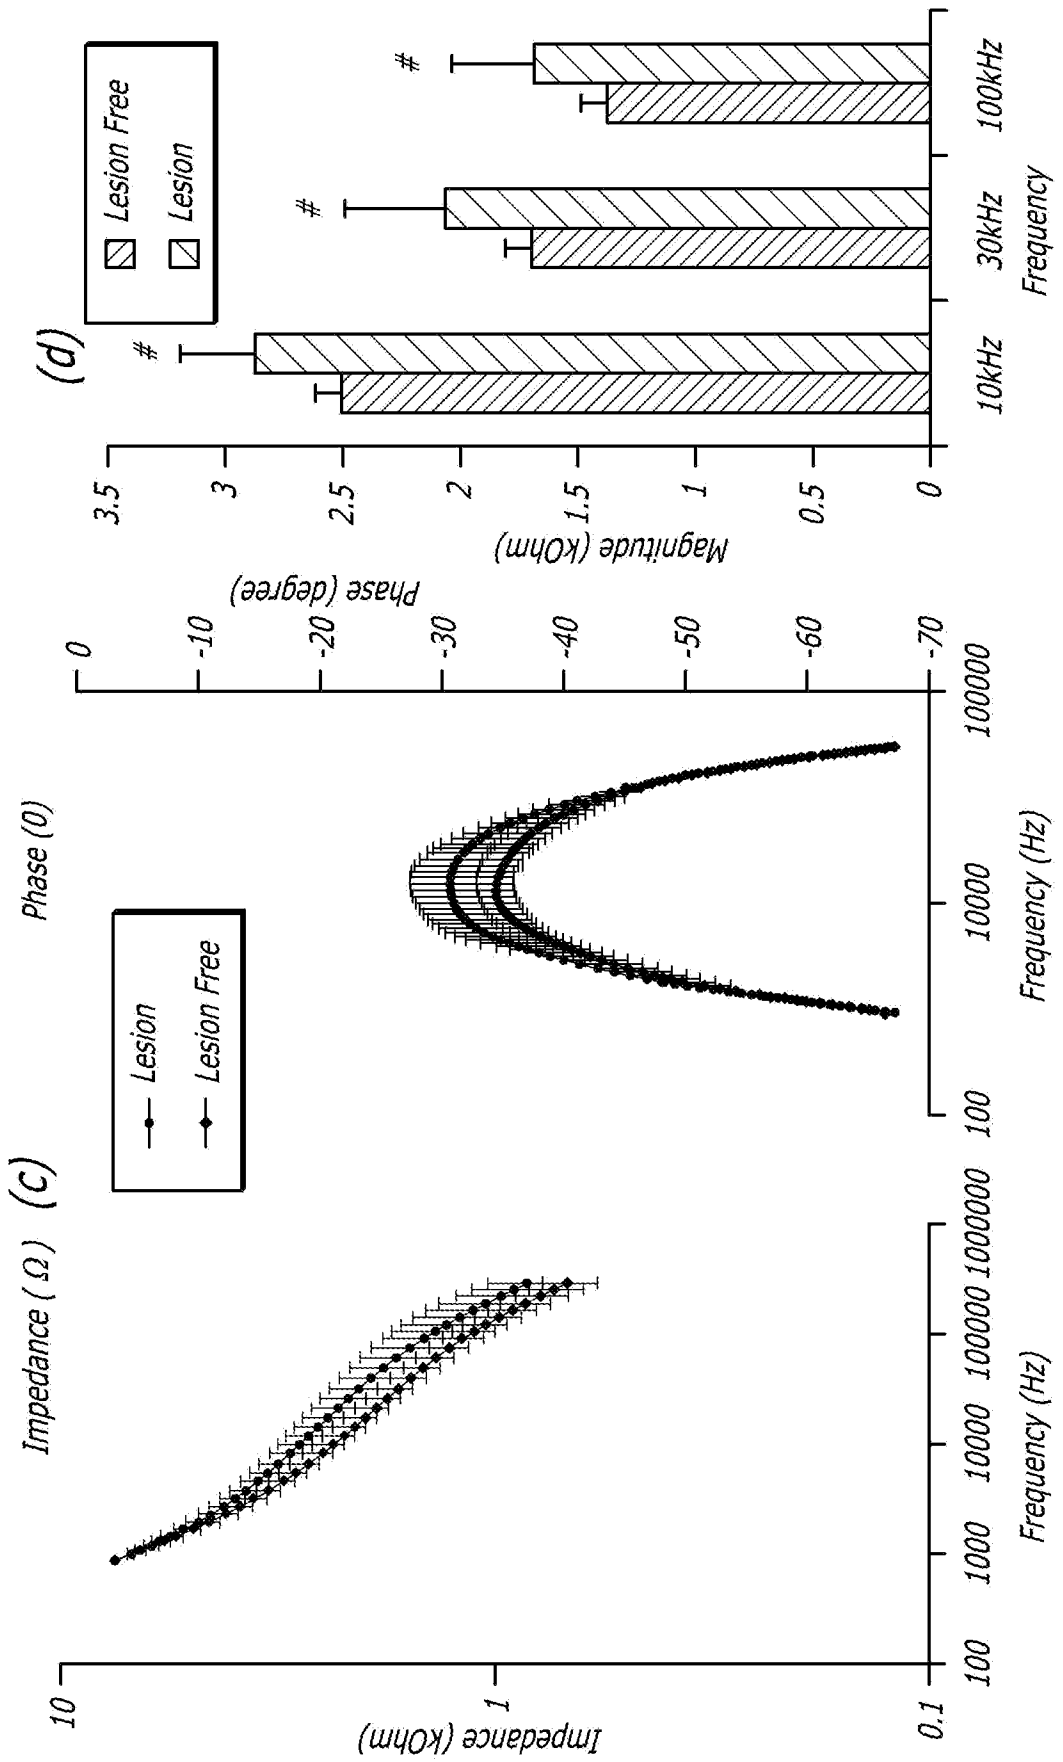 (c)
Impedance ( Ω )
Phase (0)
Lesion
Lesion Free
10
1
0.1
Impedance (kOhm)
100
1000
10000
100000
1000000
Frequency (Hz)
0
-10
-20
-30
-40
-50
-60
-70
Phase (degree)
100
10000
100000
Frequency (Hz)
(d)
Lesion Free
Lesion
3.5
3
2.5
2
1.5
1
0.5
0
Magnitude (kOhm)
#
#
#
10kHz
30kHz
100kHz
Frequency